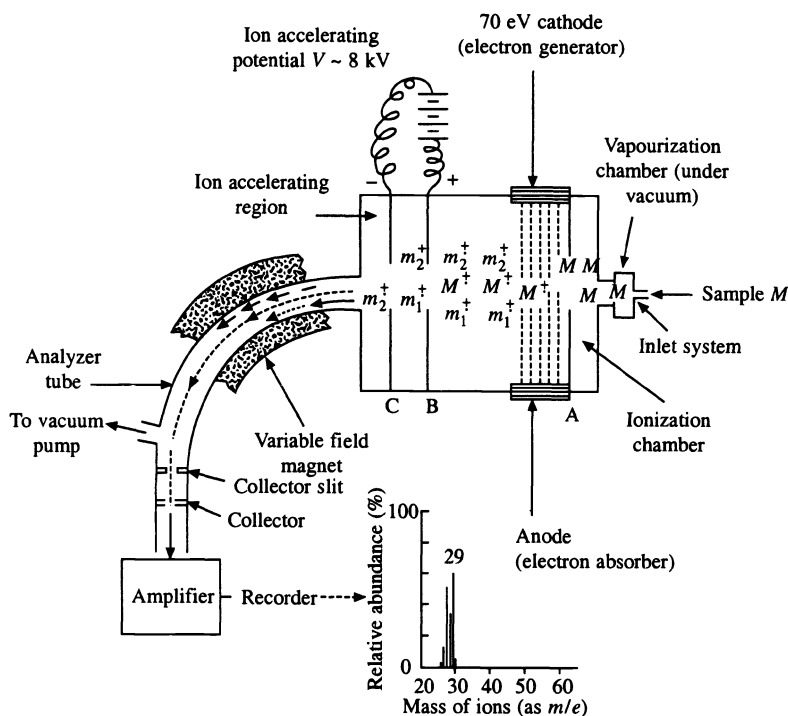 Ion accelerating
potential V ~ 8 kV
70 eV cathode
(electron generator)
Vapourization
chamber (under
vacuum)
Ion accelerating
region
– +
m₂⁺ m₂⁺ m₂⁺ M M
M⁺ M⁺ M⁺ M M
m₂⁺ m₁⁺ m₁⁺ m₁⁺
Sample M
Inlet system
Analyzer
tube
C B A
Ionization
chamber
To vacuum
pump
Variable field
magnet
Collector slit
Collector
Anode
(electron absorber)
Amplifier
Recorder
Relative abundance (%)
100
29
0
20 30 40 50 60
Mass of ions (as m/e)